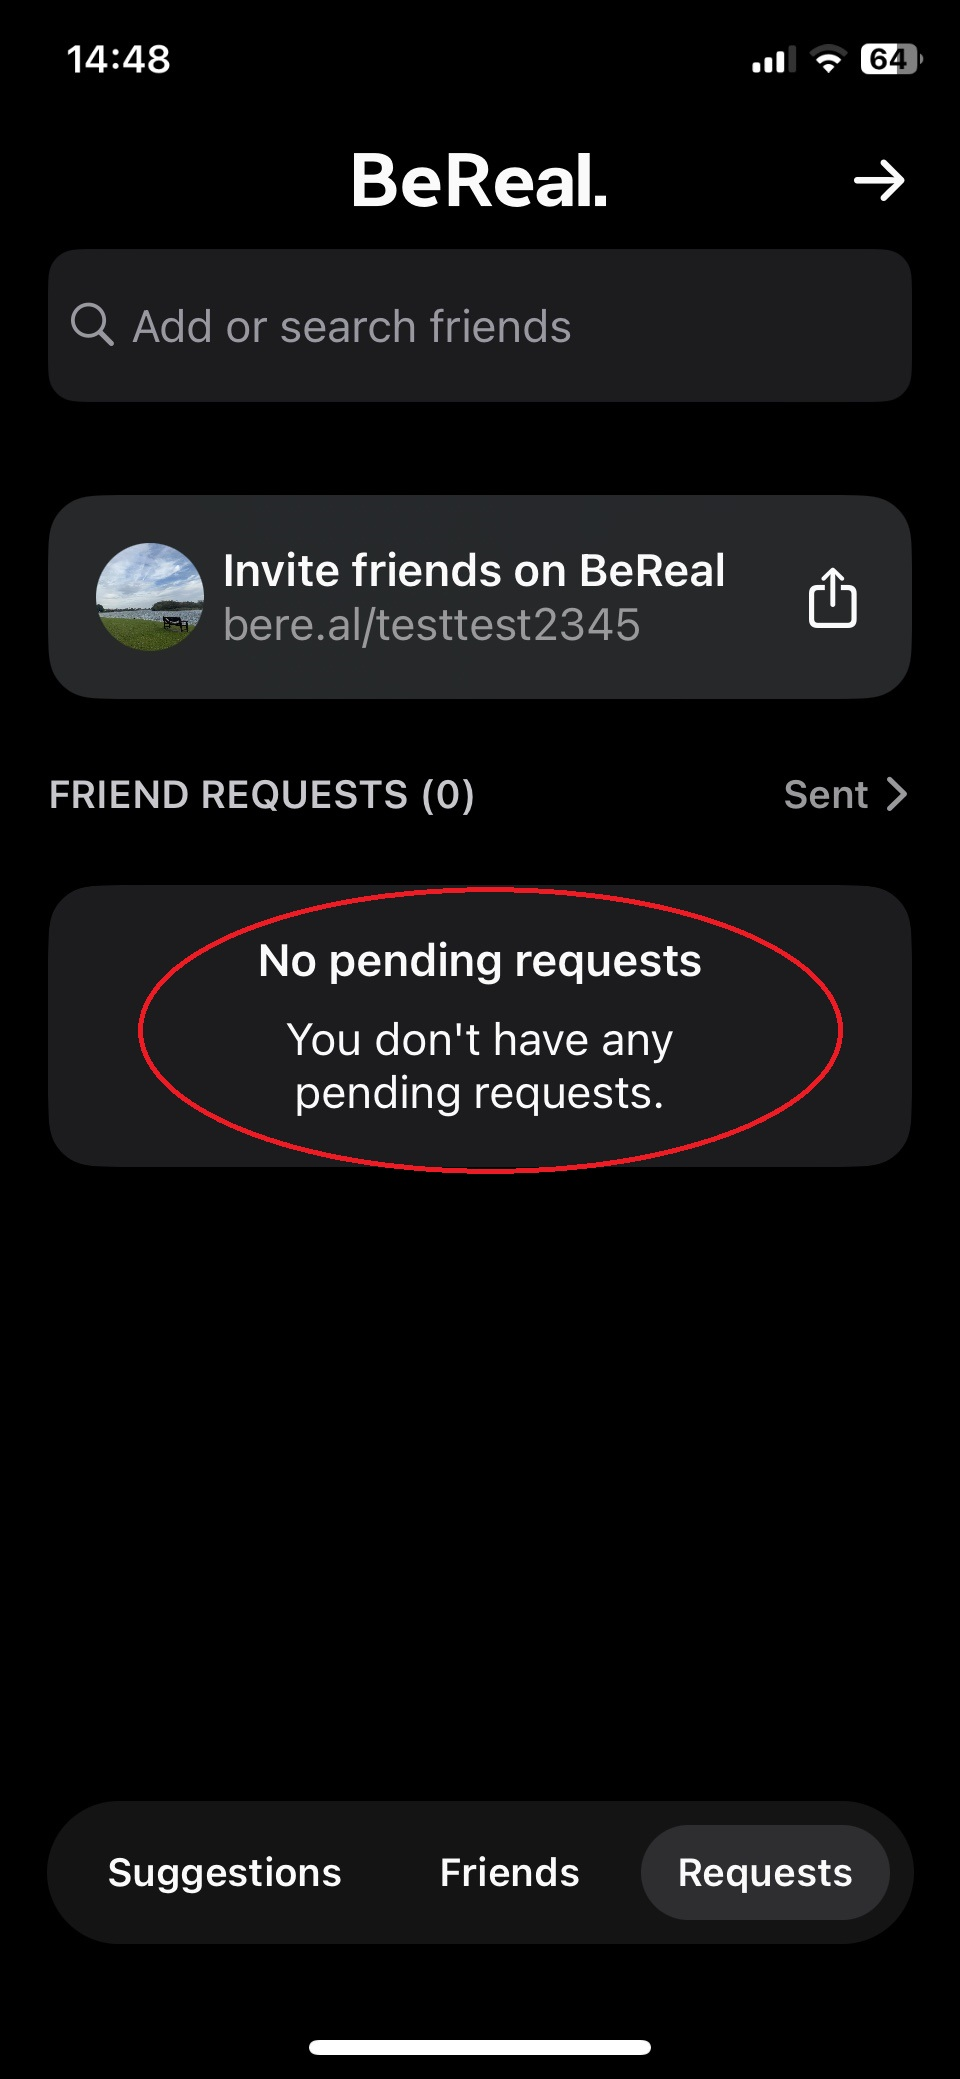 14:48
64
BeReal.
Add or search friends
Invite friends on BeReal
bere.al/testtest2345
FRIEND REQUESTS (0)
Sent
No pending requests
You don't have any
pending requests.
Suggestions
Friends
Requests